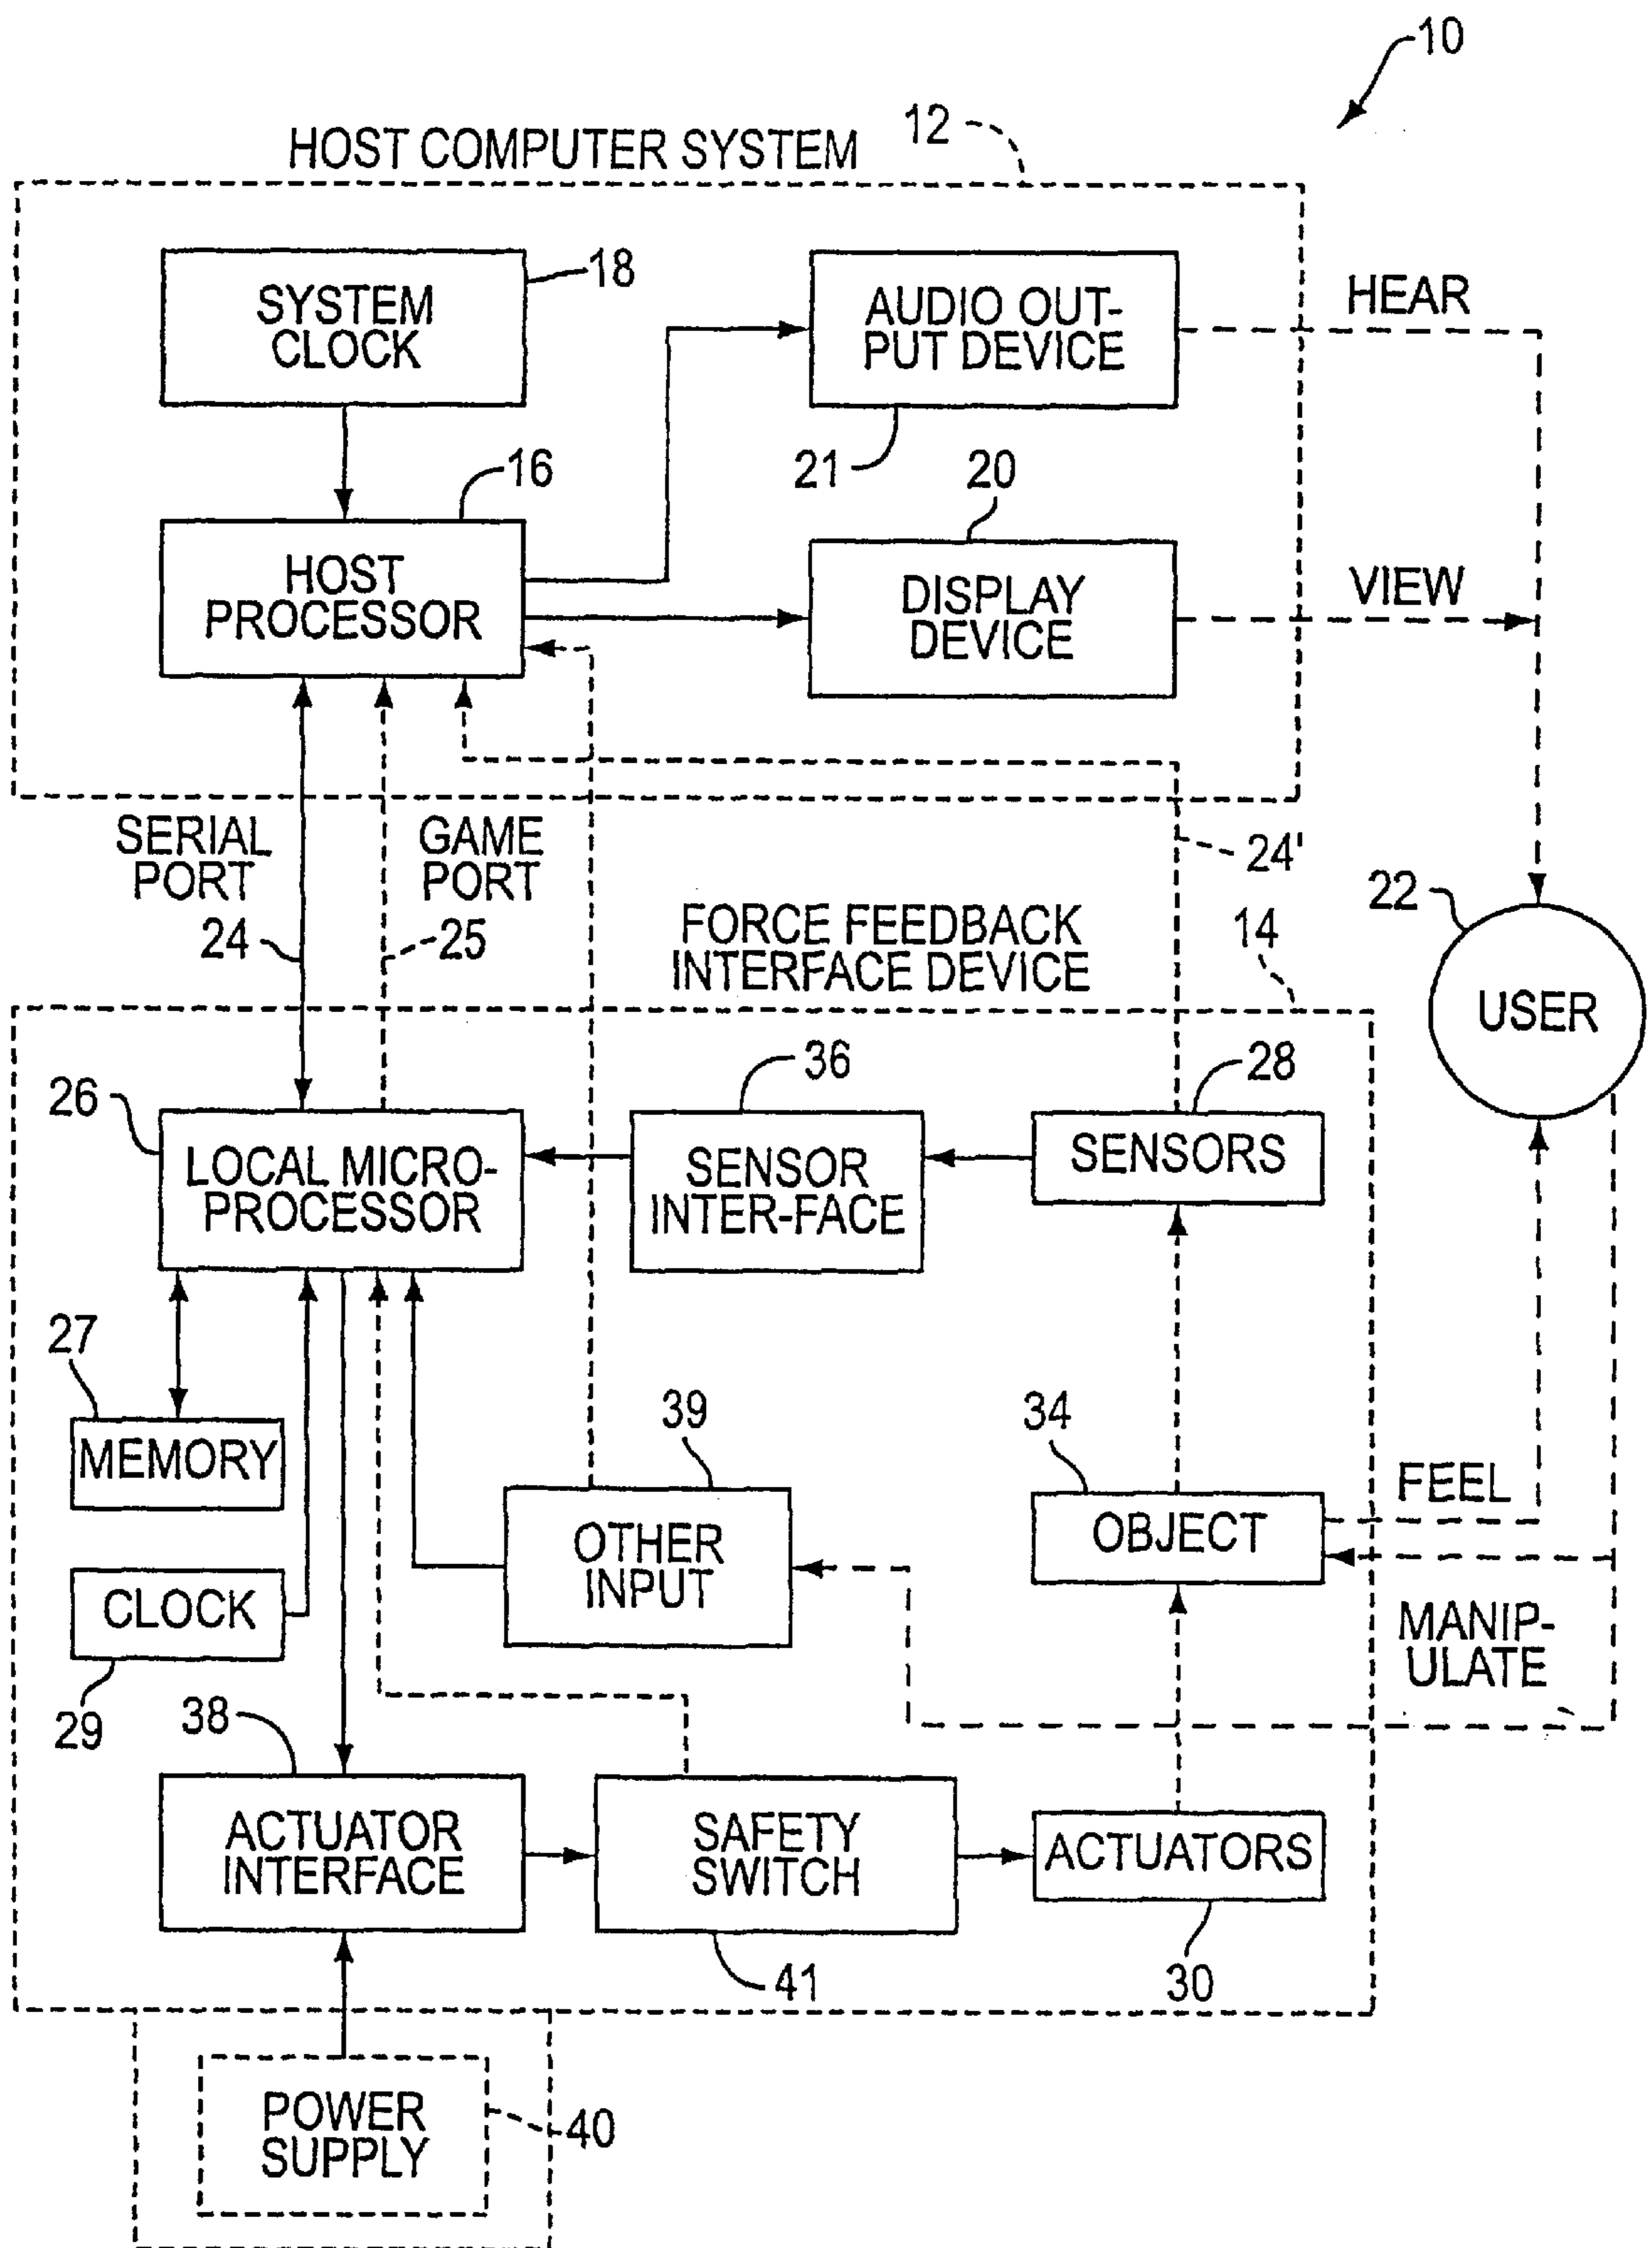 10
HOST COMPUTER SYSTEM
12
SYSTEM
CLOCK
18
AUDIO OUT-
PUT DEVICE
21
HEAR
16
HOST
PROCESSOR
20
DISPLAY
DEVICE
VIEW
SERIAL
PORT
24
GAME
PORT
25
24'
FORCE FEEDBACK
INTERFACE DEVICE
14
22
USER
26
LOCAL MICRO-
PROCESSOR
36
SENSOR
INTER-FACE
28
SENSORS
27
MEMORY
CLOCK
29
39
OTHER
INPUT
34
OBJECT
FEEL
MANIP-
ULATE
38
ACTUATOR
INTERFACE
SAFETY
SWITCH
41
ACTUATORS
30
POWER
SUPPLY
40